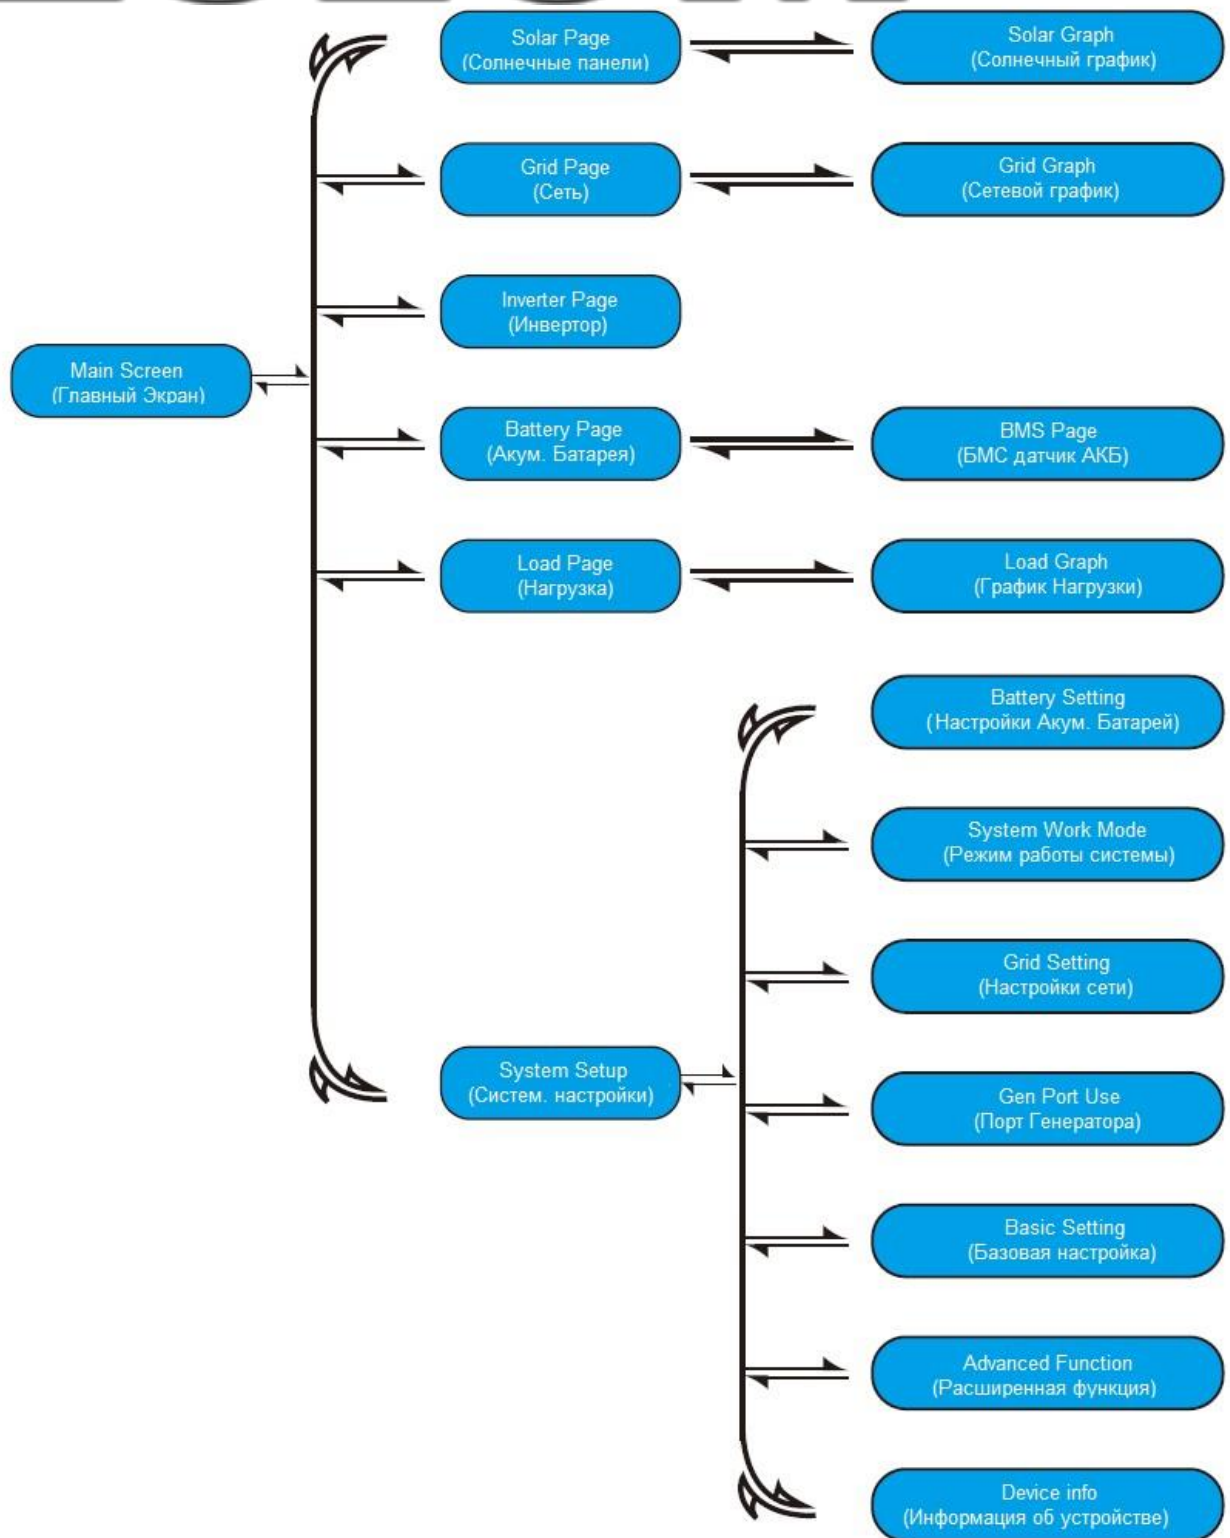 Solar Page
(Солнечные панели)
Solar Graph
(Солнечный график)
Grid Page
(Сеть)
Grid Graph
(Сетевой график)
Inverter Page
(Инвертор)
Main Screen
(Главный Экран)
Battery Page
(Акум. Батарея)
BMS Page
(БМС датчик АКБ)
Load Page
(Нагрузка)
Load Graph
(График Нагрузки)
Battery Setting
(Настройки Акум. Батарей)
System Work Mode
(Режим работы системы)
Grid Setting
(Настройки сети)
System Setup
(Систем. настройки)
Gen Port Use
(Порт Генератора)
Basic Setting
(Базовая настройка)
Advanced Function
(Расширенная функция)
Device info
(Информация об устройстве)